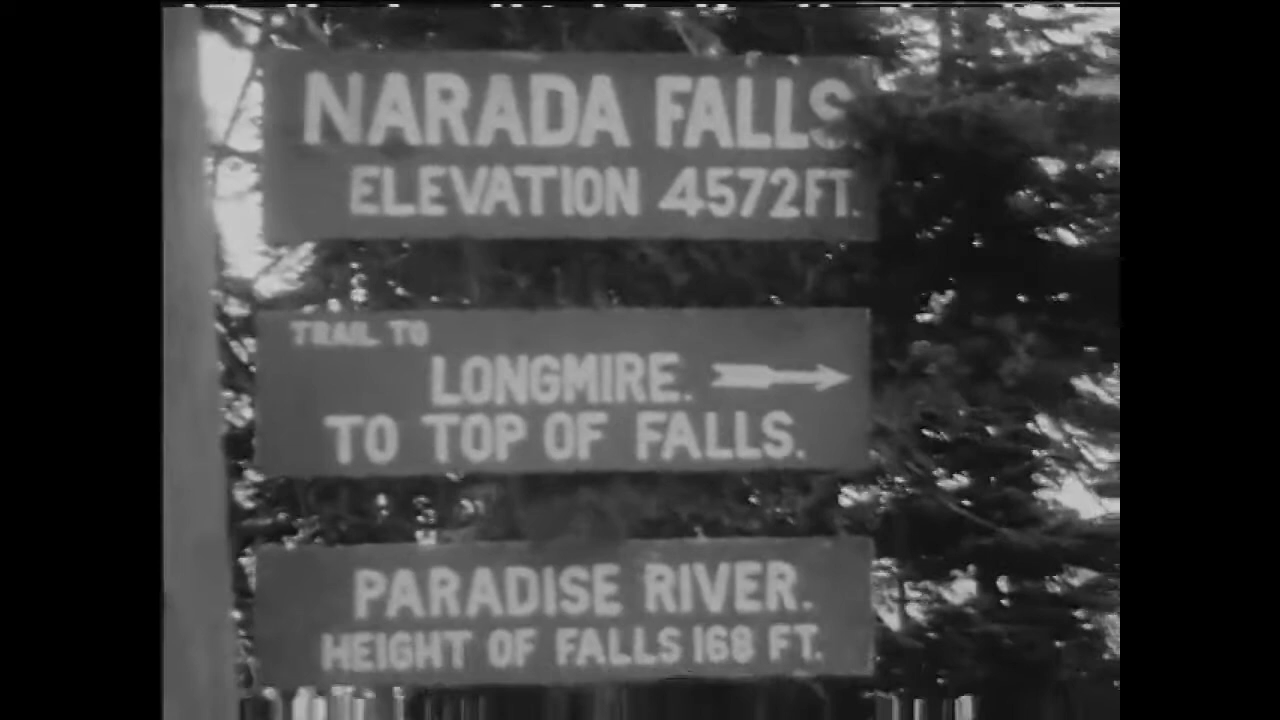 NARADA FALLS.
ELEVATION 4572 FT.
TRAIL TO
LONGMIRE.
TO TOP OF FALLS.
PARADISE RIVER.
HEIGHT OF FALLS 168 FT.